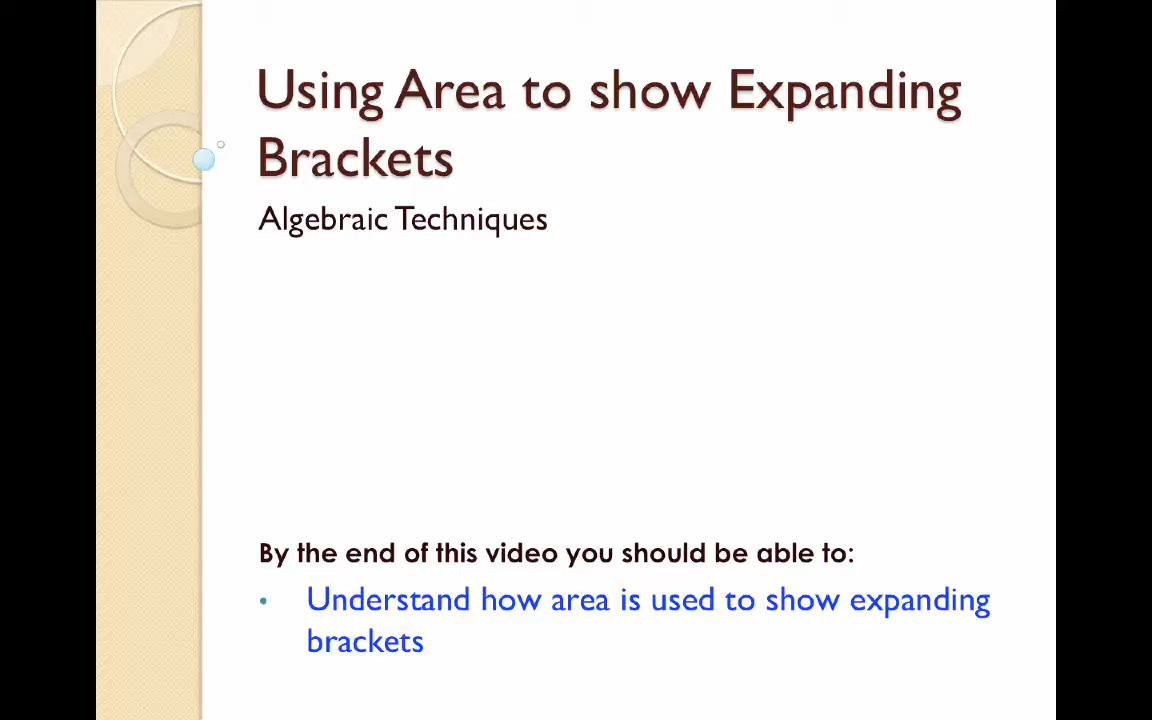 Using Area to show Expanding
Brackets
Algebraic Techniques
By the end of this video you should be able to:
• Understand how area is used to show expanding
brackets